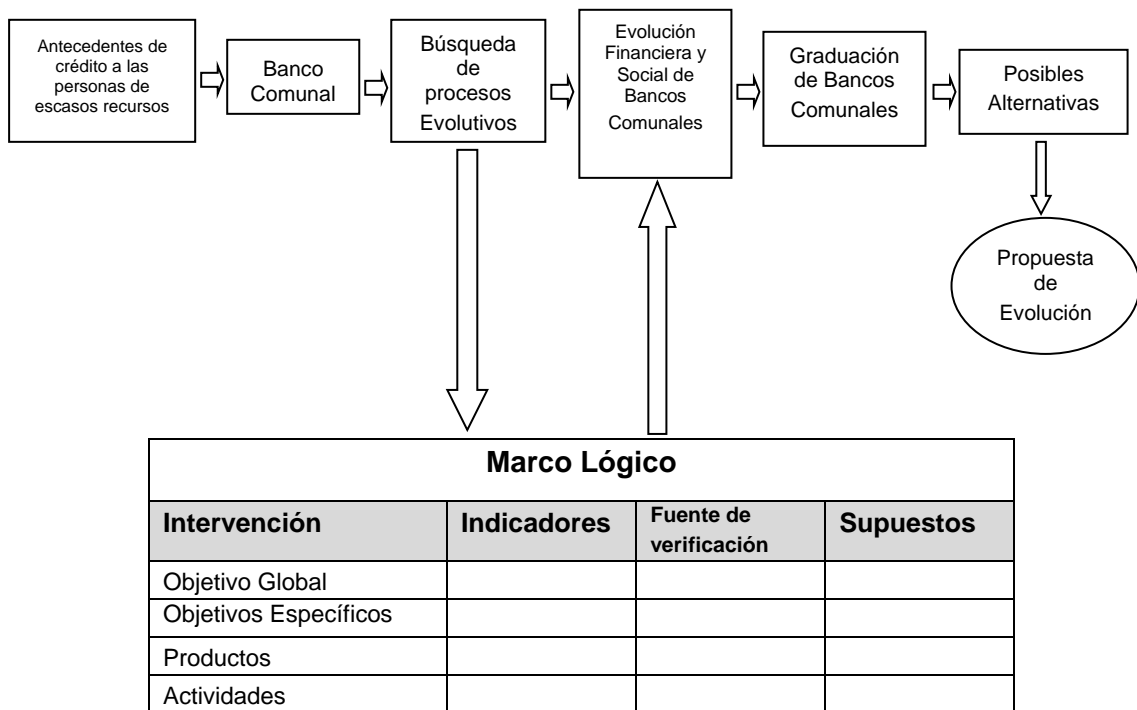 Antecedentes de
crédito a las
personas de
escasos recursos
Banco
Comunal
Búsqueda
de
procesos
Evolutivos
Evolución
Financiera y
Social de
Bancos
Comunales
Graduación
de Bancos
Comunales
Posibles
Alternativas
Propuesta
de
Evolución
Marco Lógico
Intervención
Indicadores
Fuente de
verificación
Supuestos
Objetivo Global
Objetivos Específicos
Productos
Actividades